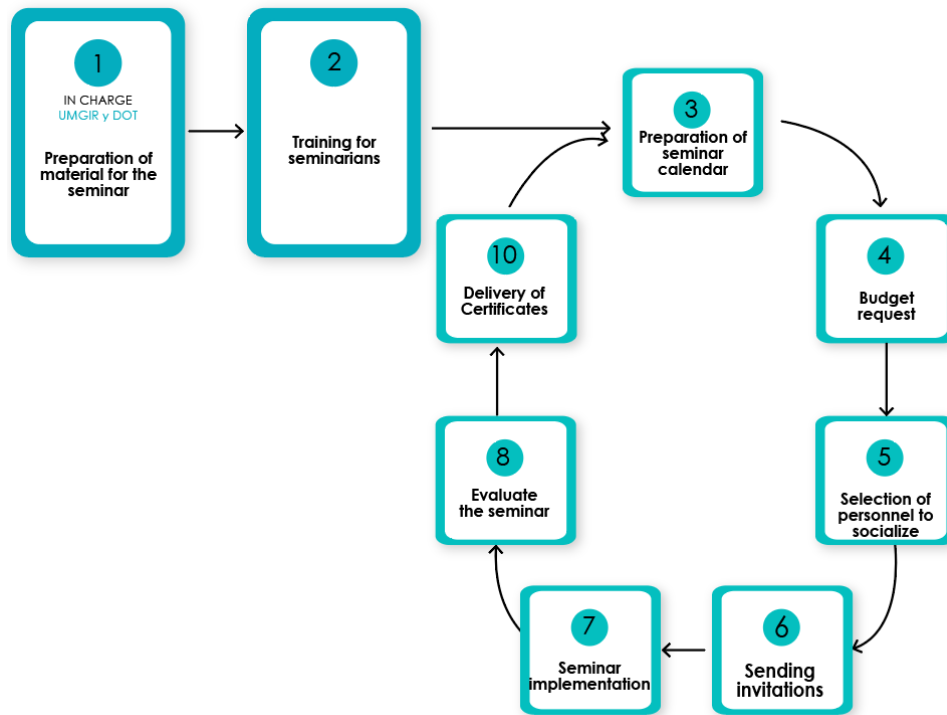 1
IN CHARGE
UMGIR y DOT
Preparation of
material for the
seminar
2
Training for
seminarians
3
Preparation of
seminar
calendar
4
Budget
request
5
Selection of
personnel to
socialize
6
Sending
invitations
7
Seminar
implementation
8
Evaluate
the seminar
10
Delivery of
Certificates